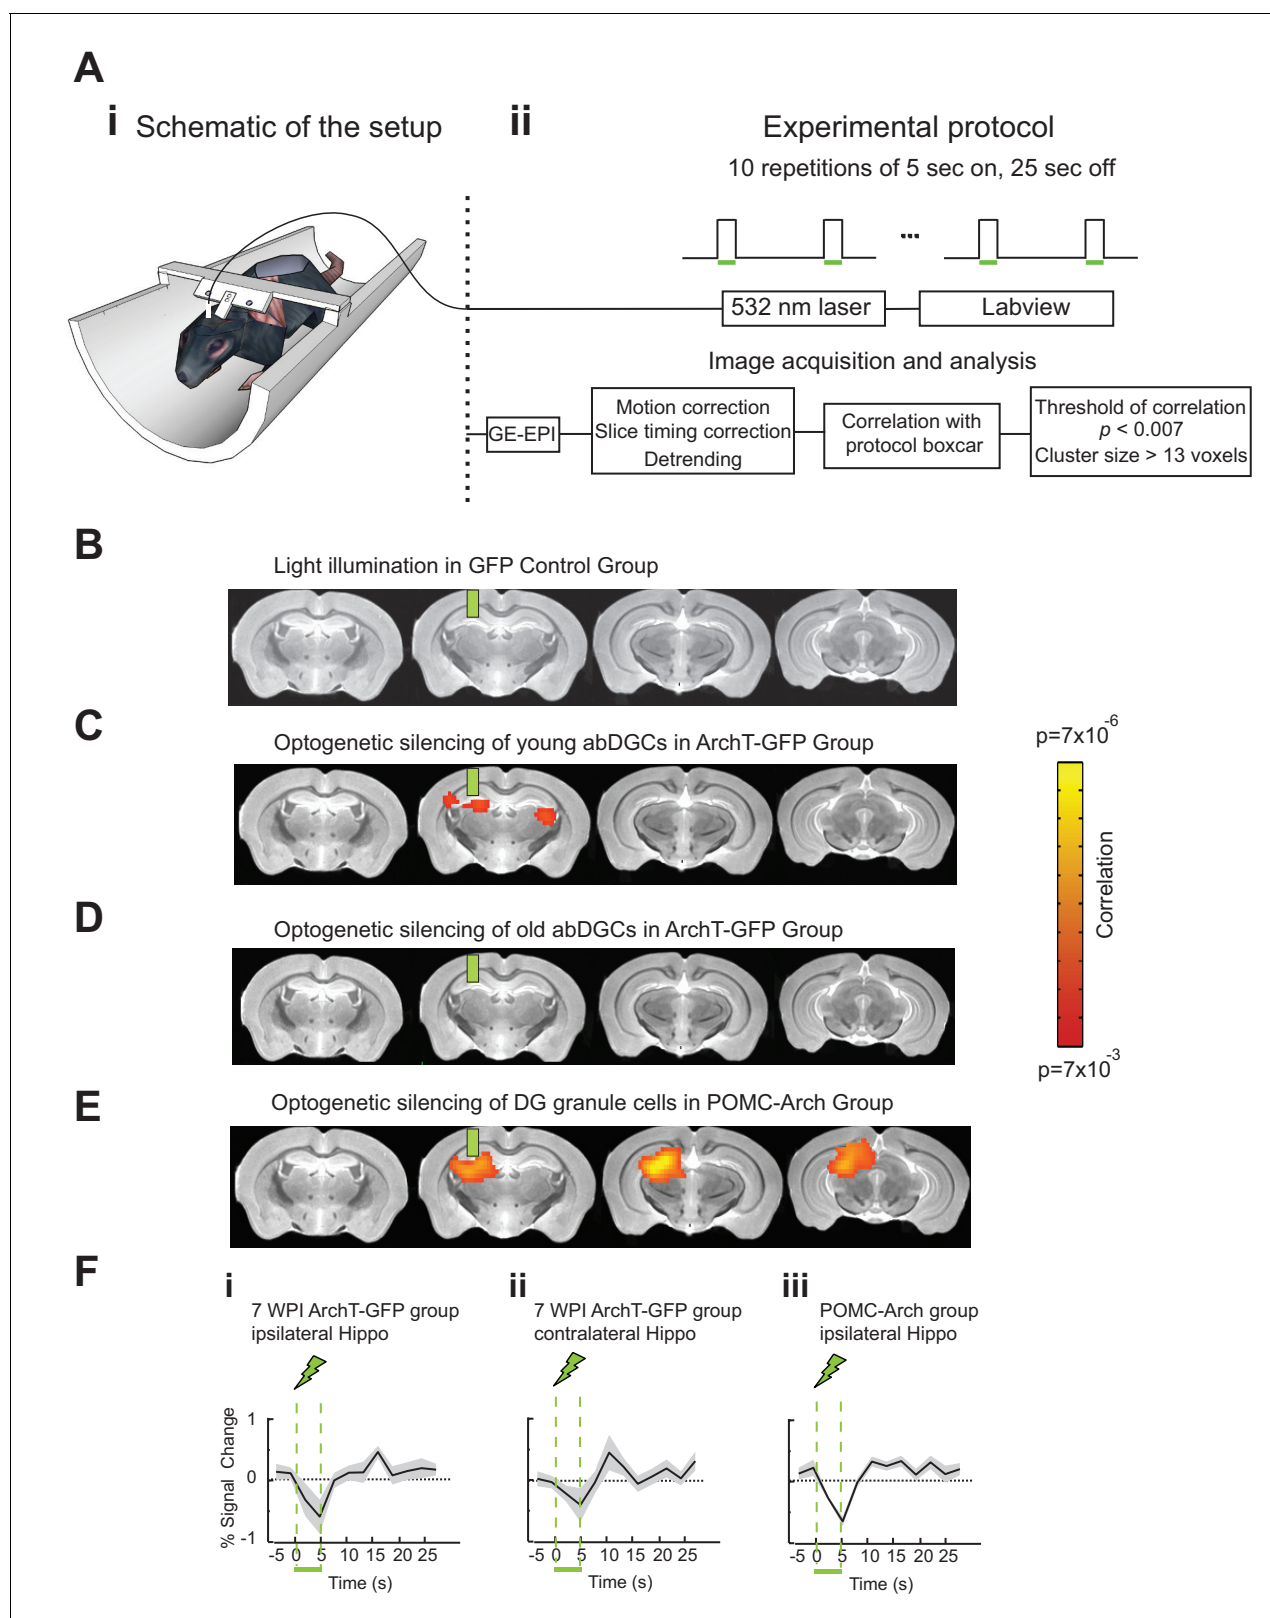 A
i Schematic of the setup
ii Experimental protocol
10 repetitions of 5 sec on, 25 sec off
...
532 nm laser
Labview
Image acquisition and analysis
GE-EPI
Motion correction
Slice timing correction
Detrending
Correlation with
protocol boxcar
Threshold of correlation
p < 0.007
Cluster size > 13 voxels
B
Light illumination in GFP Control Group
C
Optogenetic silencing of young abDGCs in ArchT-GFP Group
p=7x10-6
Correlation
p=7x10-3
D
Optogenetic silencing of old abDGCs in ArchT-GFP Group
E
Optogenetic silencing of DG granule cells in POMC-Arch Group
F
i
7 WPI ArchT-GFP group
ipsilateral Hippo
% Signal Change
1
0
-1
-5 0 5 10 15 20 25
Time (s)
ii
7 WPI ArchT-GFP group
contralateral Hippo
-5 0 5 10 15 20 25
Time (s)
iii
POMC-Arch group
ipsilateral Hippo
-5 0 5 10 15 20 25
Time (s)